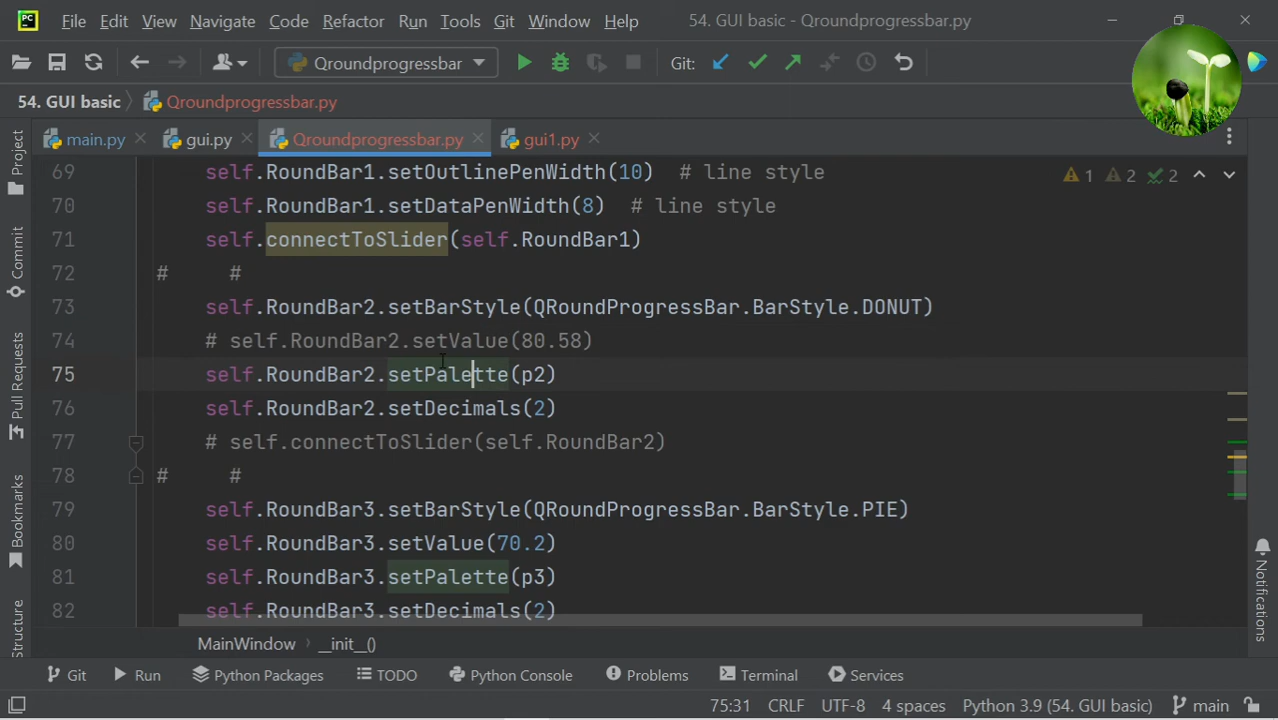 PC File Edit View Navigate Code Refactor Run Tools Git Window Help 54. GUI basic - Qroundprogressbar.py
Qroundprogressbar Git:
54. GUI basic Qroundprogressbar.py
main.py gui.py Qroundprogressbar.py gui1.py
69 self.RoundBar1.setOutlinePenWidth(10)  # line style 1 2 2
70 self.RoundBar1.setDataPenWidth(8)  # line style
71 self.connectToSlider(self.RoundBar1)
72 #     #
73 self.RoundBar2.setBarStyle(QRoundProgressBar.BarStyle.DONUT)
74 # self.RoundBar2.setValue(80.58)
75 self.RoundBar2.setPalette(p2)
76 self.RoundBar2.setDecimals(2)
77 # self.connectToSlider(self.RoundBar2)
78 #     #
79 self.RoundBar3.setBarStyle(QRoundProgressBar.BarStyle.PIE)
80 self.RoundBar3.setValue(70.2)
81 self.RoundBar3.setPalette(p3)
82 self.RoundBar3.setDecimals(2)
Project
Commit
Pull Requests
Bookmarks
Structure
Notifications
MainWindow __init__()
Git Run Python Packages TODO Python Console Problems Terminal Services
75:31 CRLF UTF-8 4 spaces Python 3.9 (54. GUI basic) main